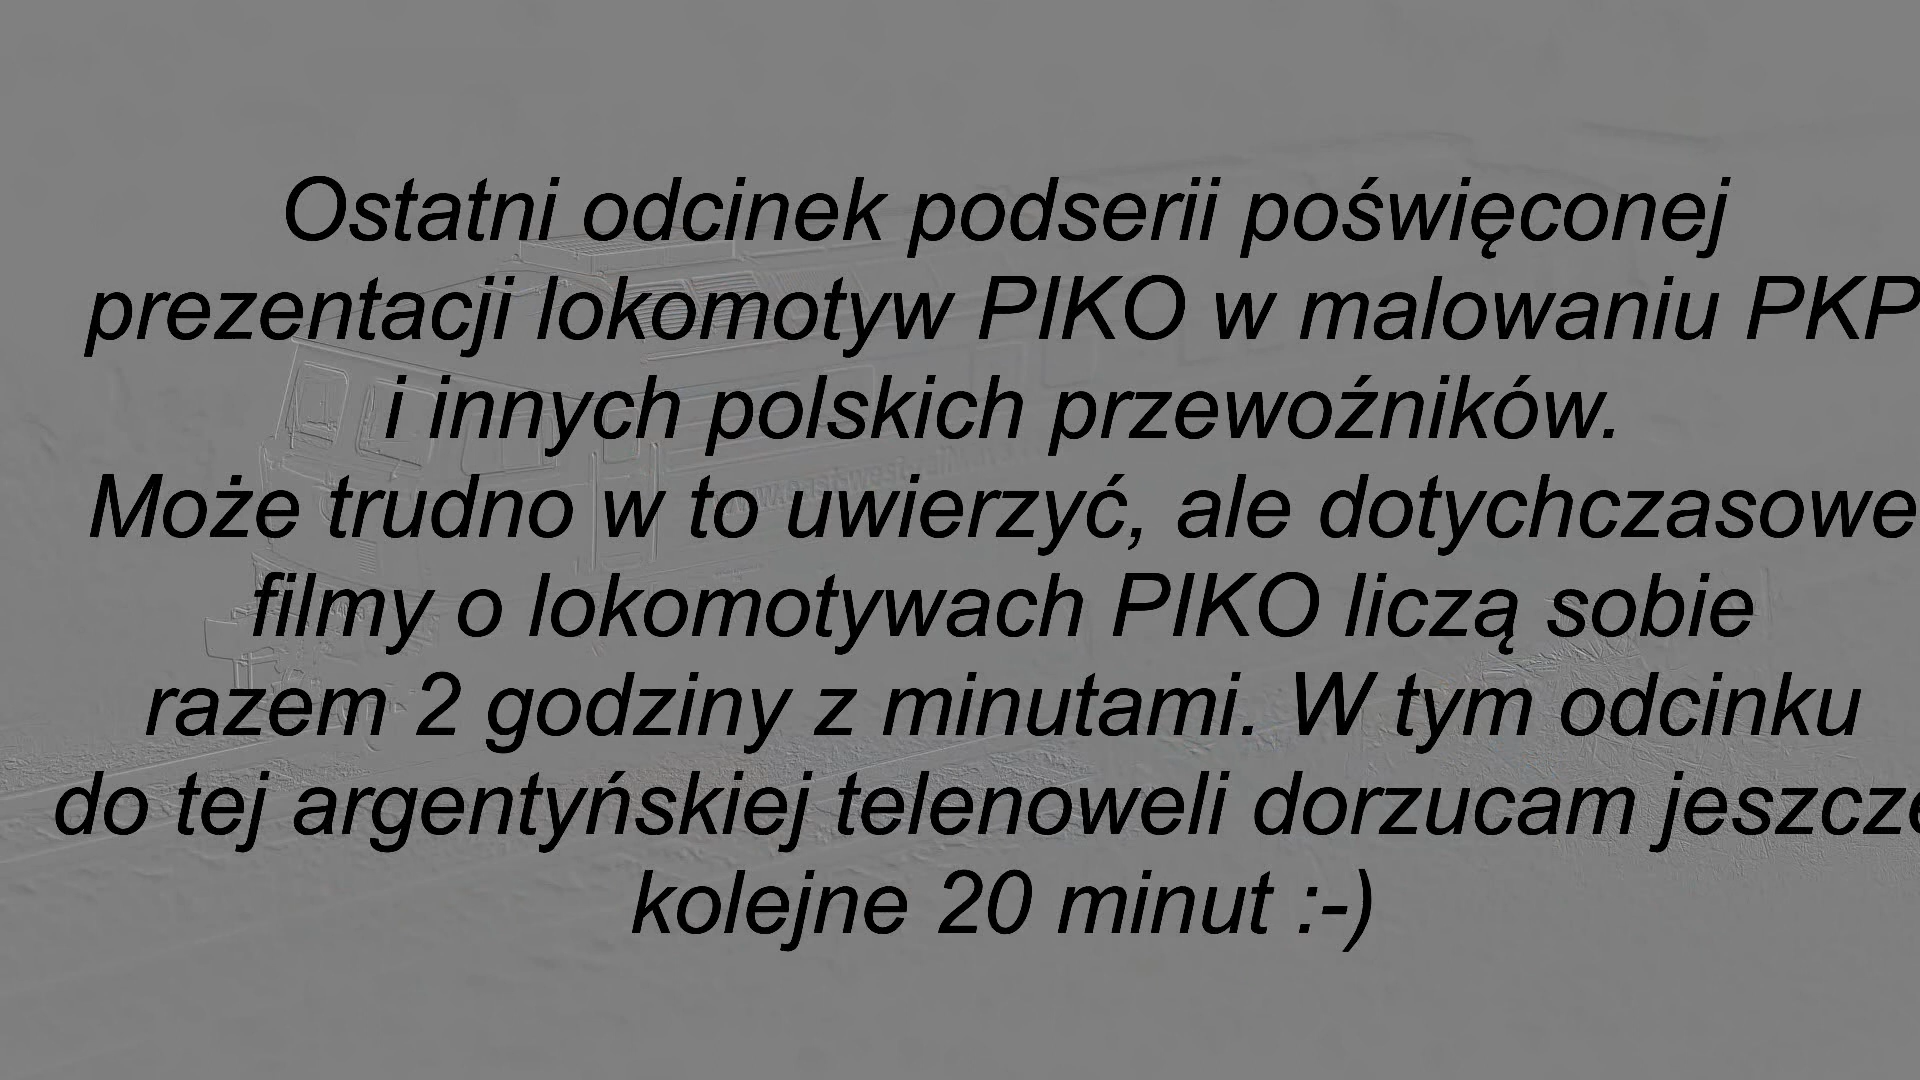 Ostatni odcinek podserii poświęconej
prezentacji lokomotyw PIKO w malowaniu PKP
i innych polskich przewoźników.
Może trudno w to uwierzyć, ale dotychczasowe
filmy o lokomotywach PIKO liczą sobie
razem 2 godziny z minutami. W tym odcinku
do tej argentyńskiej telenoweli dorzucam jeszcze
kolejne 20 minut :-)